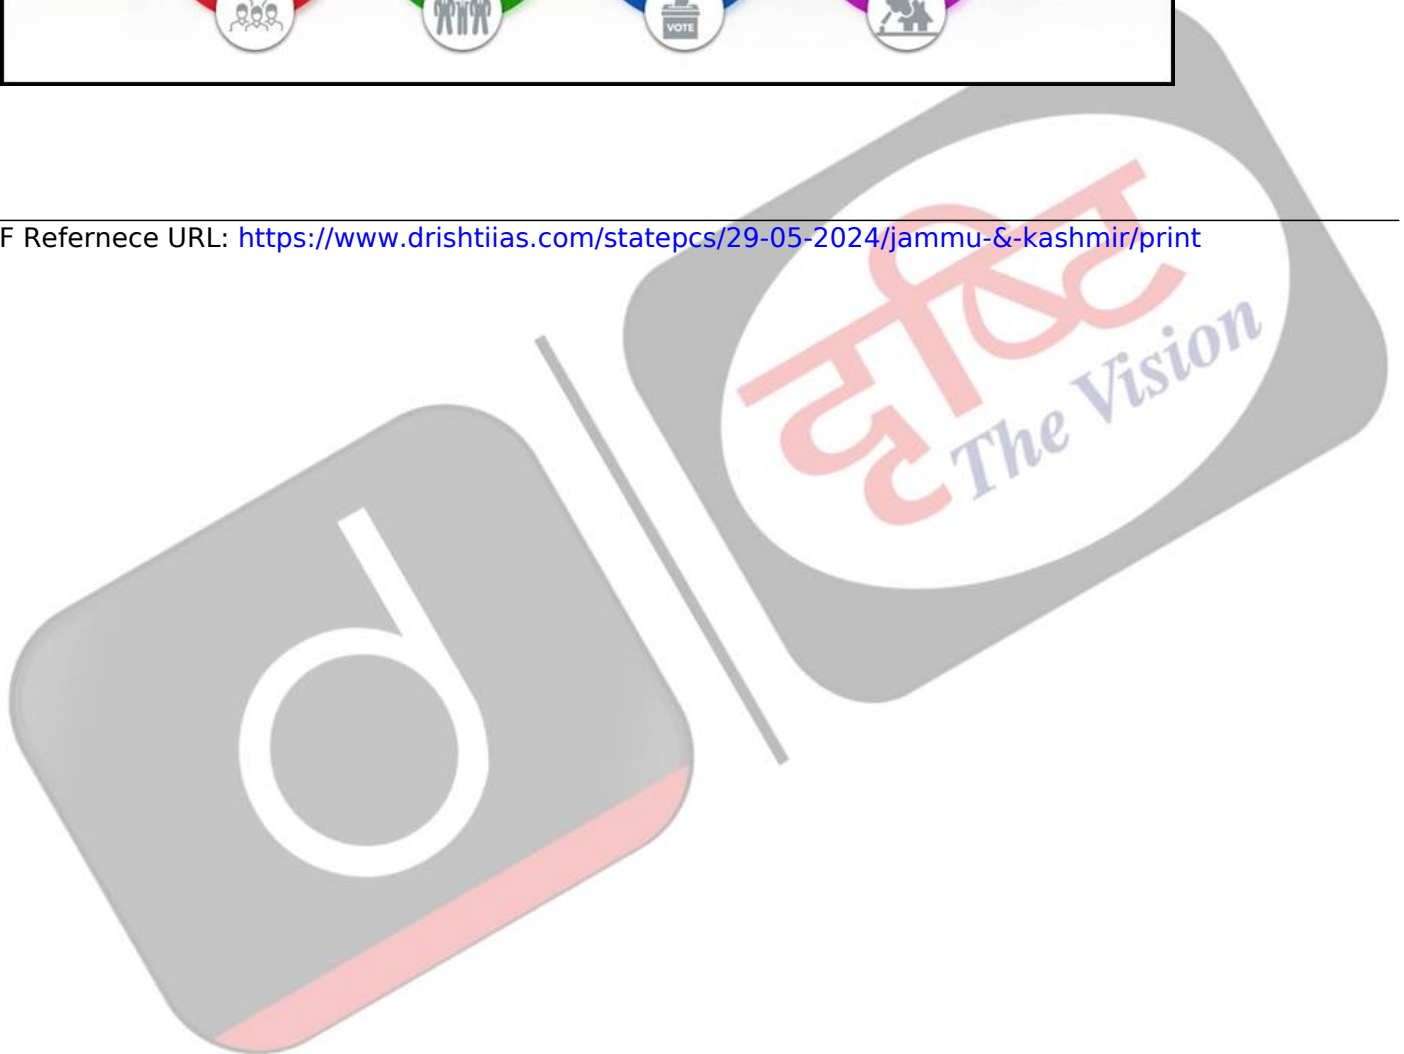 VOTE
F Refernece URL: https://www.drishtiias.com/statepcs/29-05-2024/jammu-&-kashmir/print
दृष्टि
The Vision
d